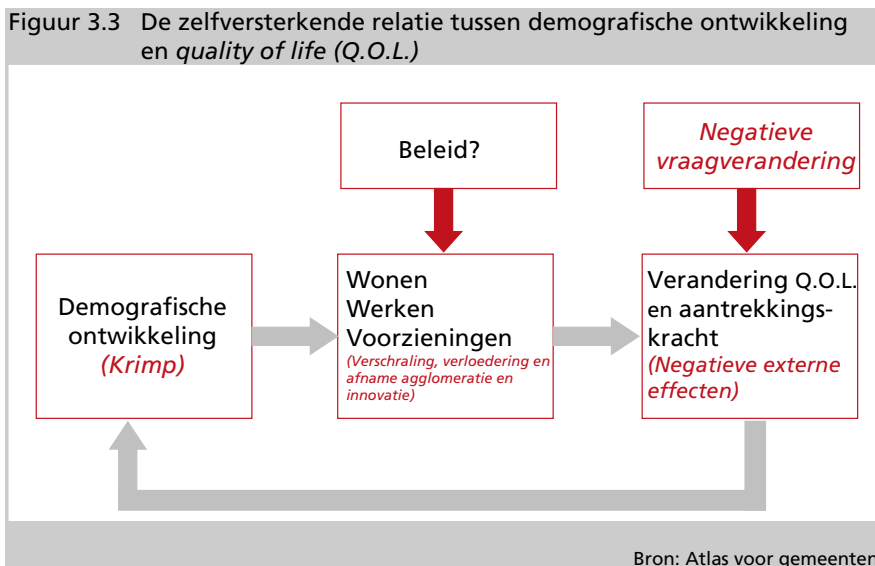 Figuur 3.3 De zelfversterkende relatie tussen demografische ontwikkeling
en quality of life (Q.O.L.)
Beleid?
Negatieve
vraagverandering
Demografische
ontwikkeling
(Krimp)
Wonen
Werken
Voorzieningen
(Verschraling, verloedering en
afname agglomeratie en
innovatie)
Verandering Q.O.L.
en aantrekkings-
kracht
(Negatieve externe
effecten)
Bron: Atlas voor gemeenten